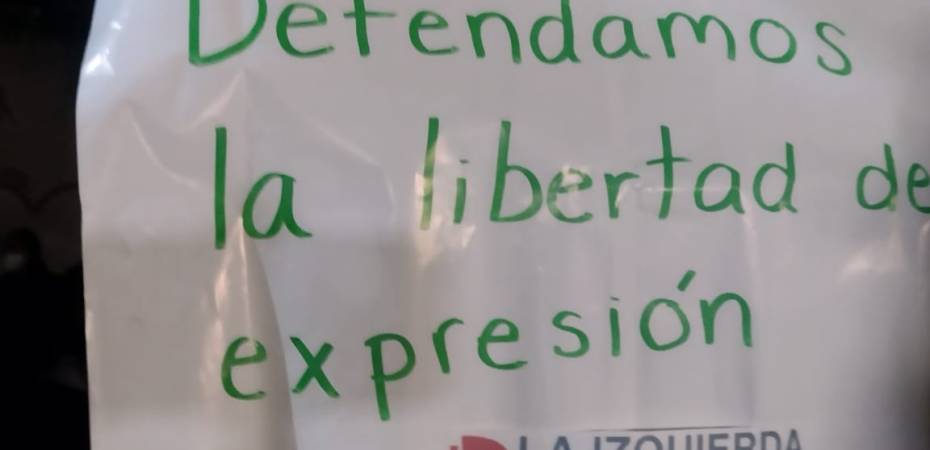 Defendamos
la libertad de
expresión
LA IZQUIERDA